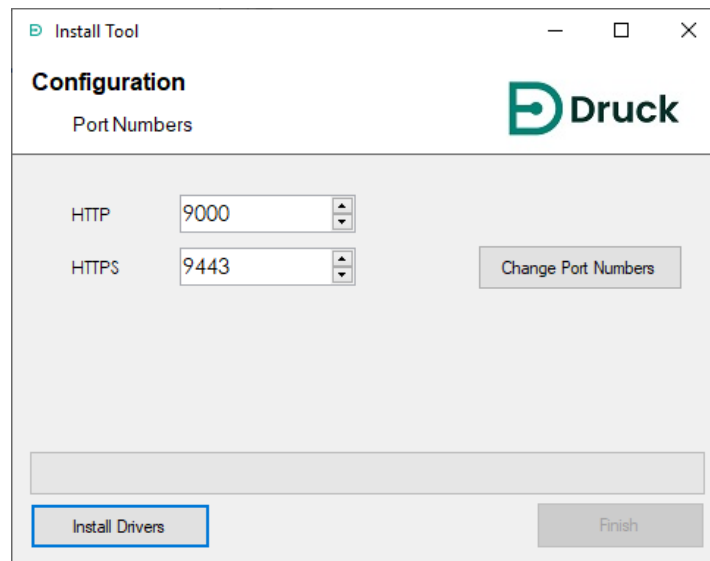 Install Tool
Configuration
Port Numbers
Druck
HTTP 9000
HTTPS 9443 Change Port Numbers
Install Drivers Finish